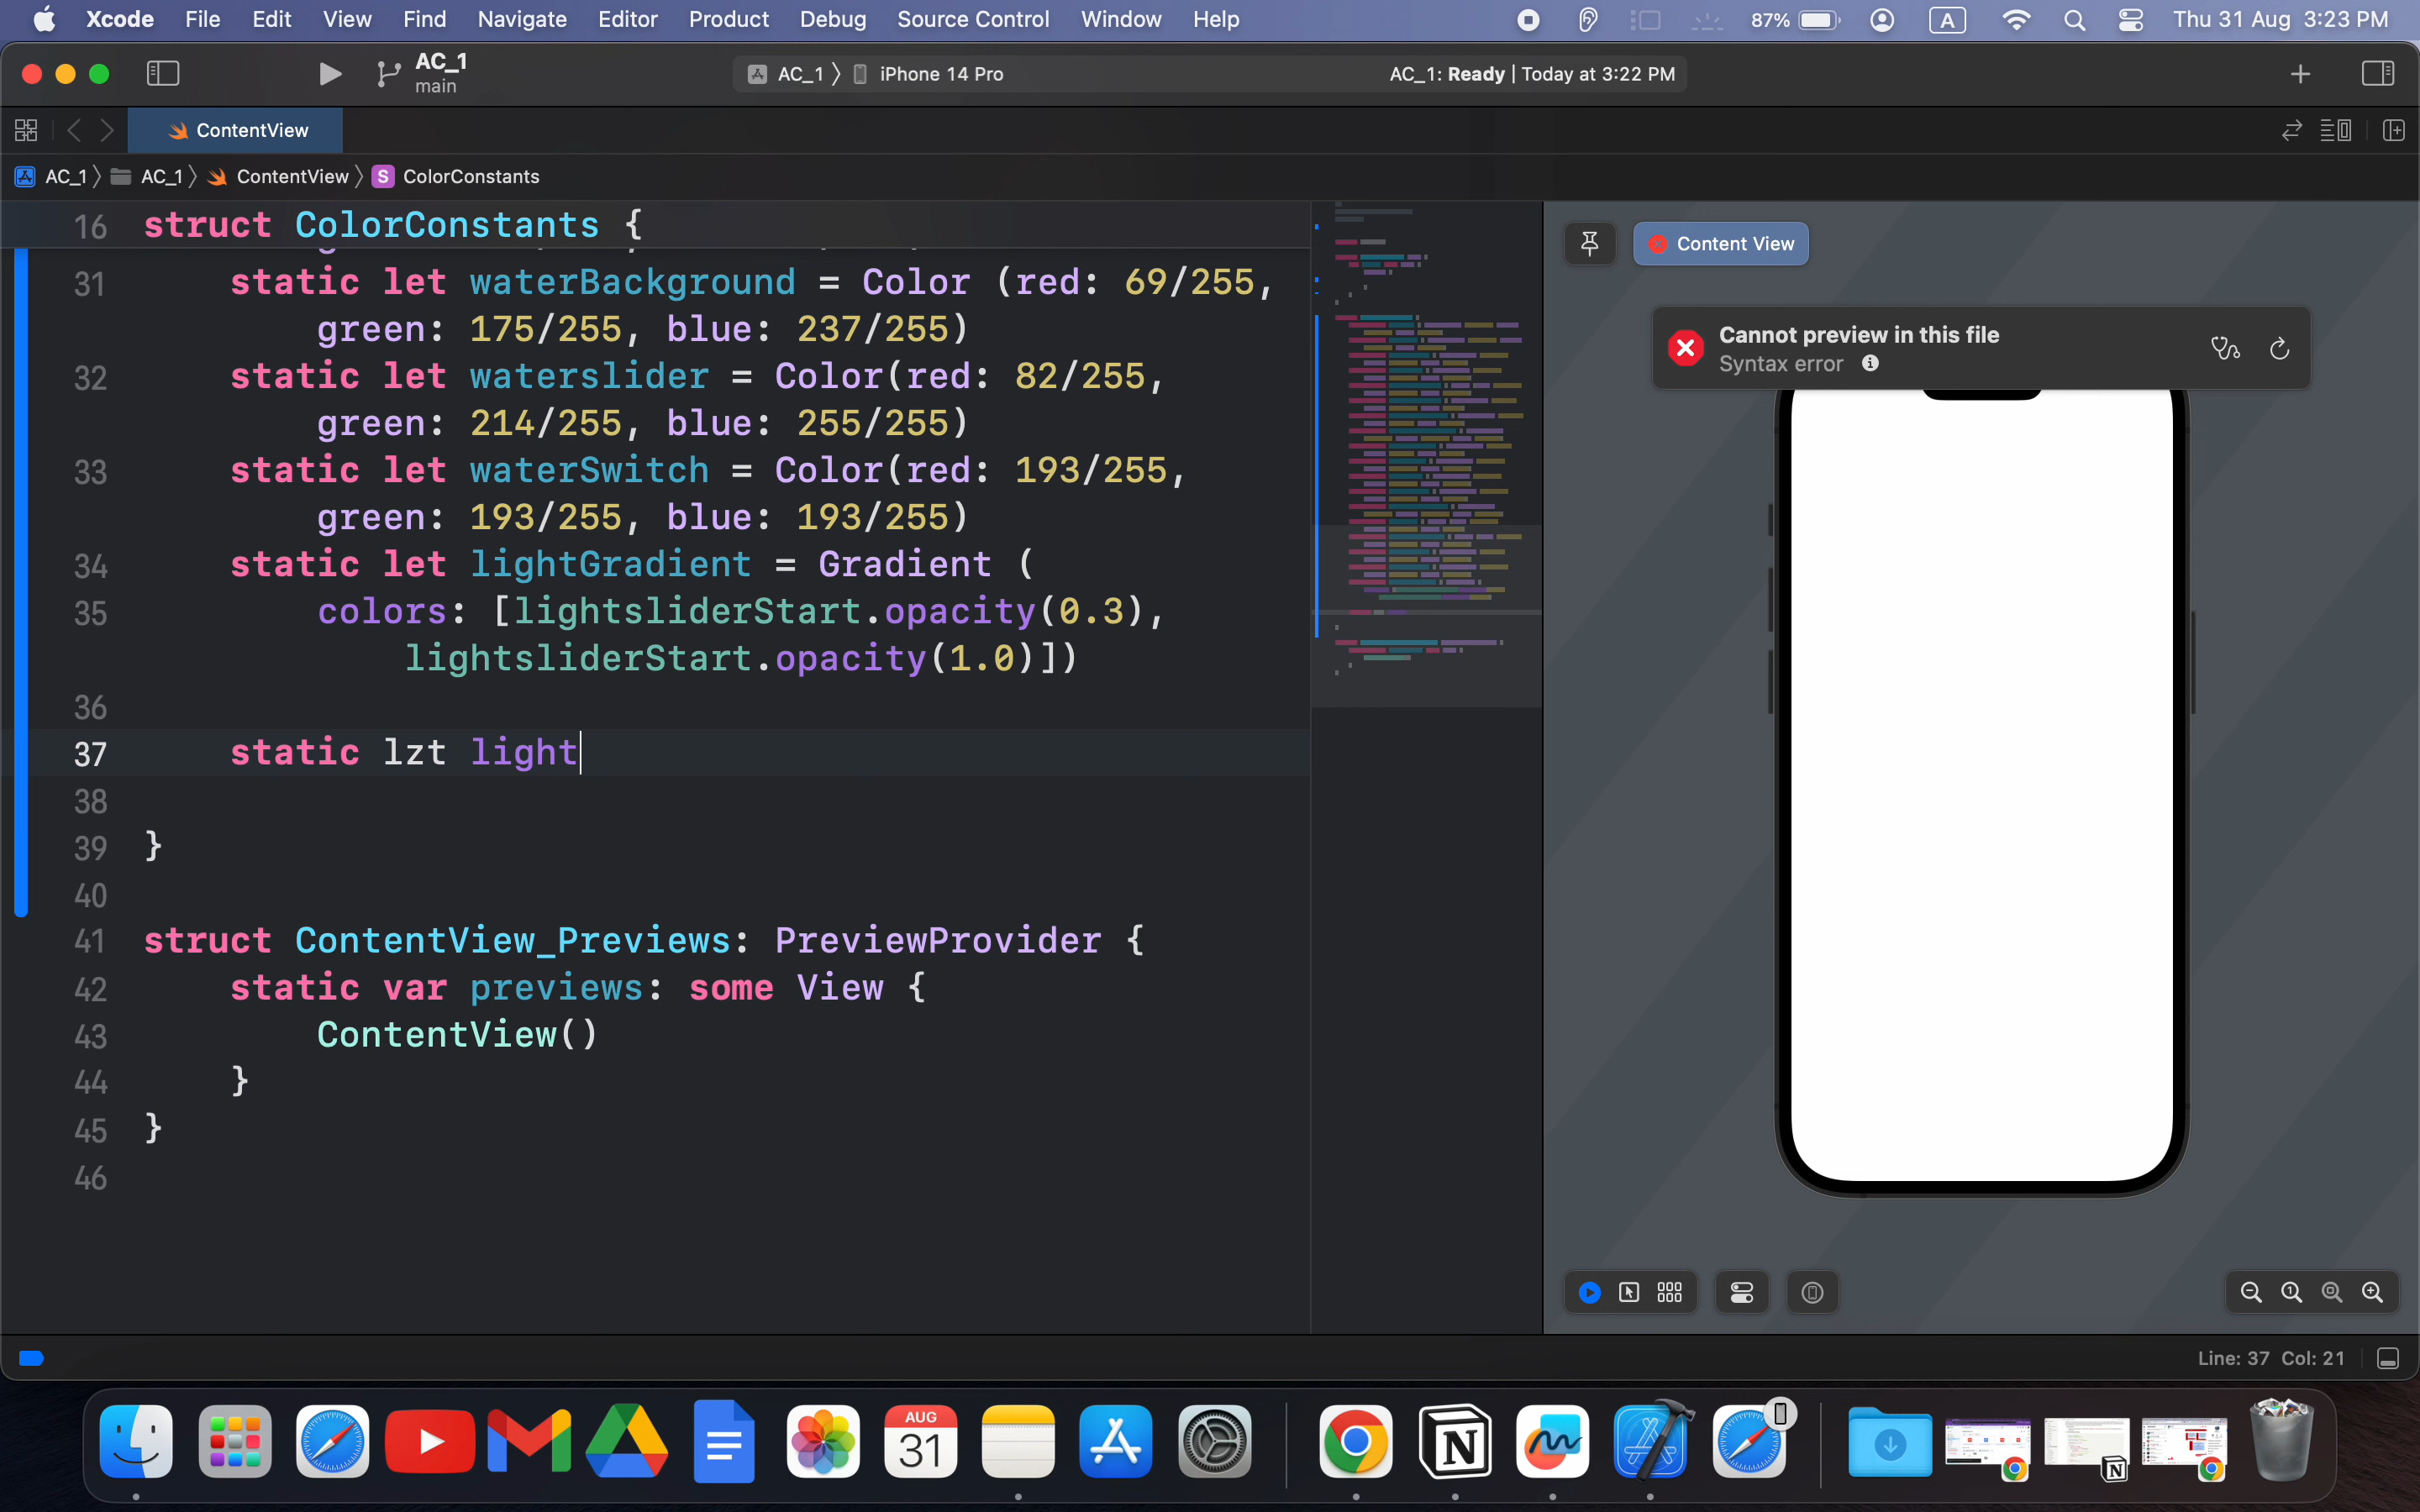 Xcode File Edit View Find Navigate Editor Product Debug Source Control Window Help 87% A Thu 31 Aug 3:23 PM
AC_1
main
AC_1 iPhone 14 Pro AC_1: Ready | Today at 3:22 PM
ContentView
AC_1 AC_1 ContentView S ColorConstants
16 struct ColorConstants {
31 static let waterBackground = Color (red: 69/255,
green: 175/255, blue: 237/255)
32 static let waterslider = Color(red: 82/255,
green: 214/255, blue: 255/255)
33 static let waterSwitch = Color(red: 193/255,
green: 193/255, blue: 193/255)
34 static let lightGradient = Gradient (
35 colors: [lightsliderStart.opacity(0.3),
lightsliderStart.opacity(1.0)])
36
37 static lzt light
38
39 }
40
41 struct ContentView_Previews: PreviewProvider {
42 static var previews: some View {
43 ContentView()
44 }
45 }
46
Content View
Cannot preview in this file
Syntax error
Line: 37 Col: 21
AUG
31